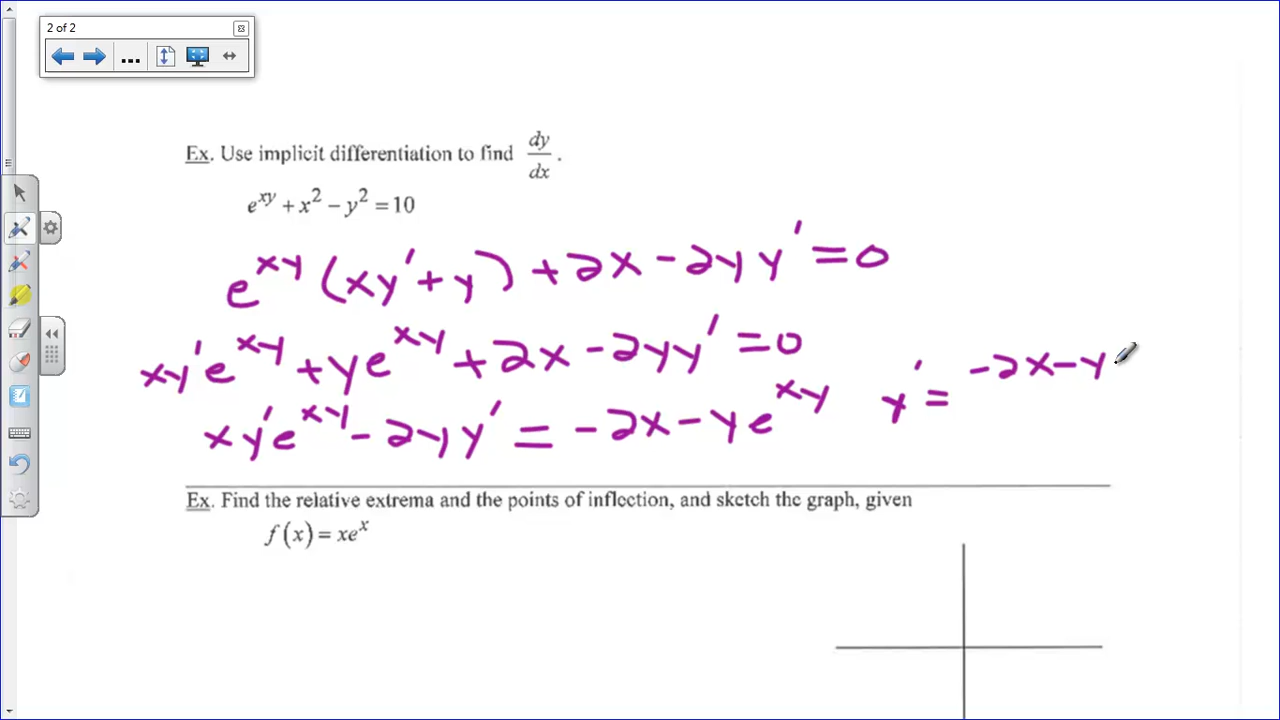 2 of 2
Ex. Use implicit differentiation to find dy/dx.
e^{xy} + x^2 − y^2 = 10
e^{xy} (xy' + y) + 2x − 2yy' = 0
xy'e^{xy} + ye^{xy} + 2x − 2yy' = 0
xy'e^{xy} − 2yy' = −2x − ye^{xy}
y' = −2x − y
Ex. Find the relative extrema and the points of inflection, and sketch the graph, given
f(x) = xe^x